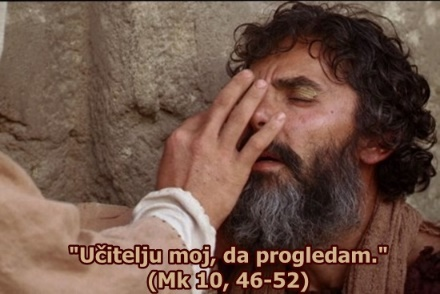 "Učitelju moj, da progledam."
(Mk 10, 46-52)